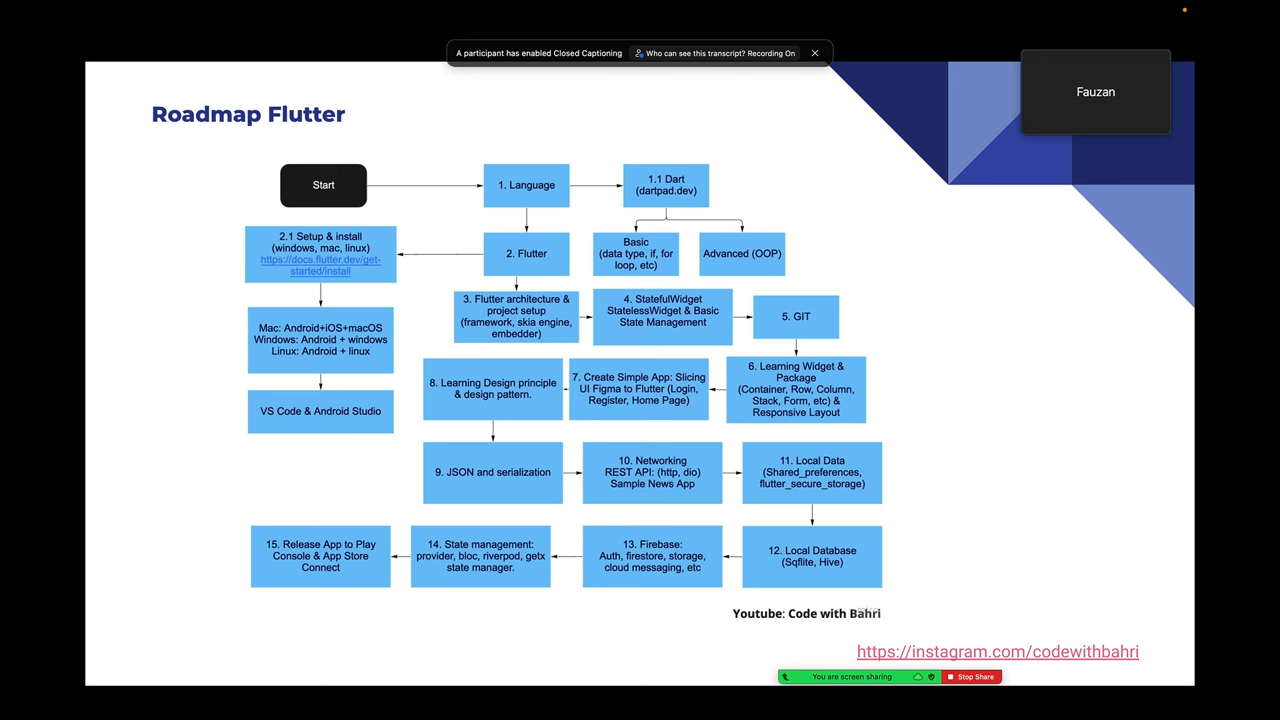 A participant has enabled Closed Captioning
Who can see this transcript? Recording On
Fauzan
Roadmap Flutter
Start
1. Language
1.1 Dart
(dartpad.dev)
2.1 Setup & install
(windows, mac, linux)
https://docs.flutter.dev/get-
started/install
2. Flutter
Basic
(data type, if, for
loop, etc)
Advanced (OOP)
Mac: Android+iOS+macOS
Windows: Android + windows
Linux: Android + linux
3. Flutter architecture &
project setup
(framework, skia engine,
embedder)
4. StatefulWidget
StatelessWidget & Basic
State Management
5. GIT
VS Code & Android Studio
8. Learning Design principle
& design pattern.
7. Create Simple App: Slicing
UI Figma to Flutter (Login,
Register, Home Page)
6. Learning Widget &
Package
(Container, Row, Column,
Stack, Form, etc) &
Responsive Layout
9. JSON and serialization
10. Networking
REST API: (http, dio)
Sample News App
11. Local Data
(Shared_preferences,
flutter_secure_storage)
15. Release App to Play
Console & App Store
Connect
14. State management:
provider, bloc, riverpod, getx
state manager.
13. Firebase:
Auth, firestore, storage,
cloud messaging, etc
12. Local Database
(Sqflite, Hive)
Youtube: Code with Bahri
https://instagram.com/codewithbahri
You are screen sharing
Stop Share